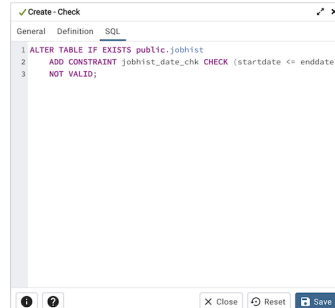 Create - Check
General Definition SQL
1 ALTER TABLE IF EXISTS public.jobhist
2 ADD CONSTRAINT jobhist_date_chk CHECK (startdate <= enddate
3 NOT VALID;
Close Reset Save